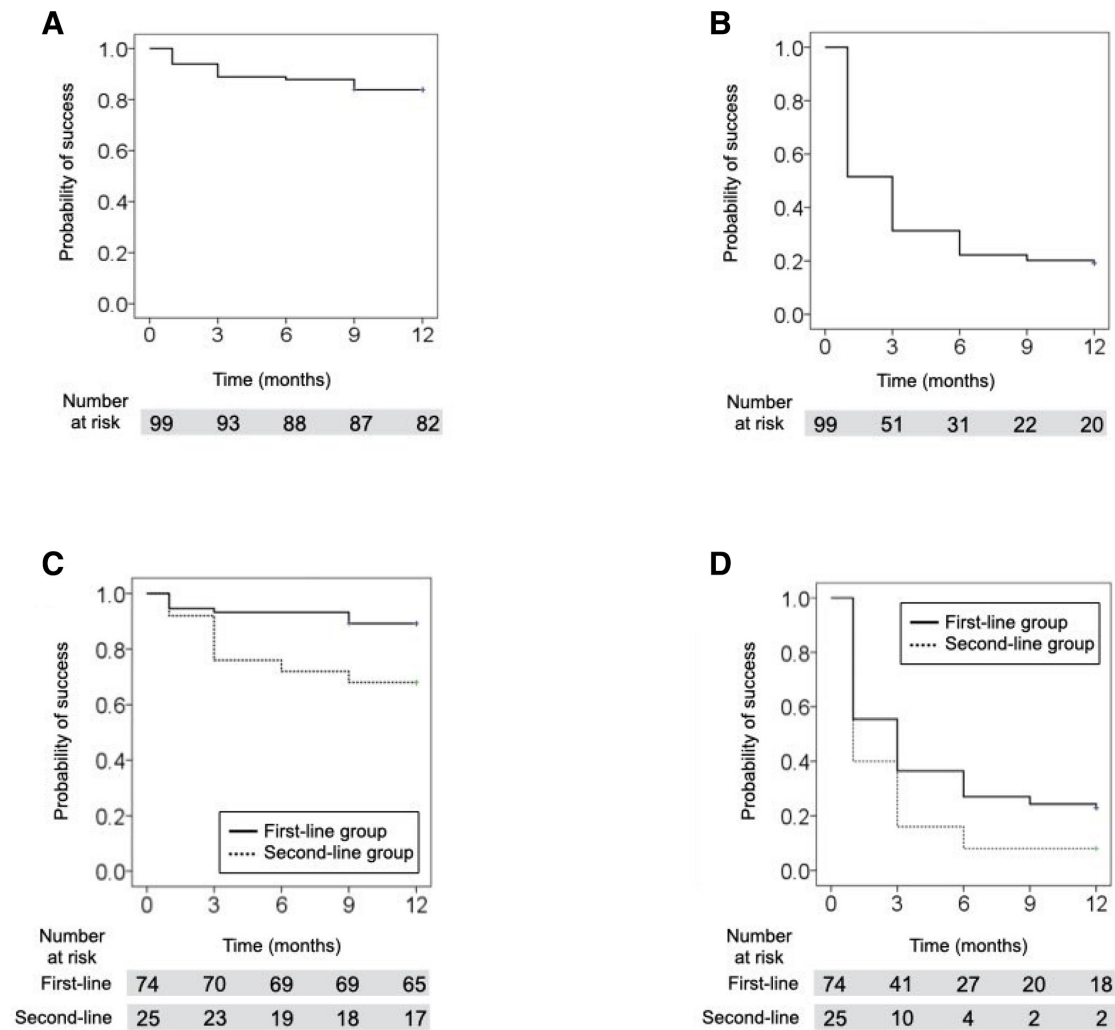 A
Probability of success
1.0
0.8
0.6
0.4
0.2
0.0
0 3 6 9 12
Time (months)
Number
at risk
99 93 88 87 82
B
Probability of success
1.0
0.8
0.6
0.4
0.2
0.0
0 3 6 9 12
Time (months)
Number
at risk
99 51 31 22 20
C
Probability of success
1.0
0.8
0.6
0.4
0.2
0.0
First-line group
Second-line group
0 3 6 9 12
Time (months)
Number
at risk
First-line 74 70 69 69 65
Second-line 25 23 19 18 17
D
Probability of success
1.0
0.8
0.6
0.4
0.2
0.0
First-line group
Second-line group
0 3 6 9 12
Time (months)
Number
at risk
First-line 74 41 27 20 18
Second-line 25 10 4 2 2